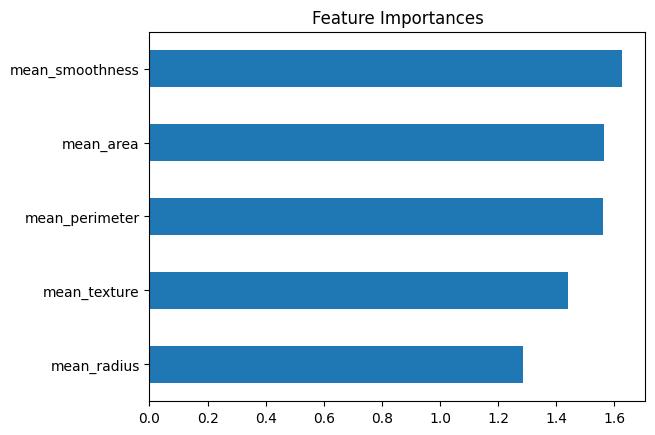 Feature Importances
mean_smoothness
mean_area
mean_perimeter
mean_texture
mean_radius
0.0 0.2 0.4 0.6 0.8 1.0 1.2 1.4 1.6